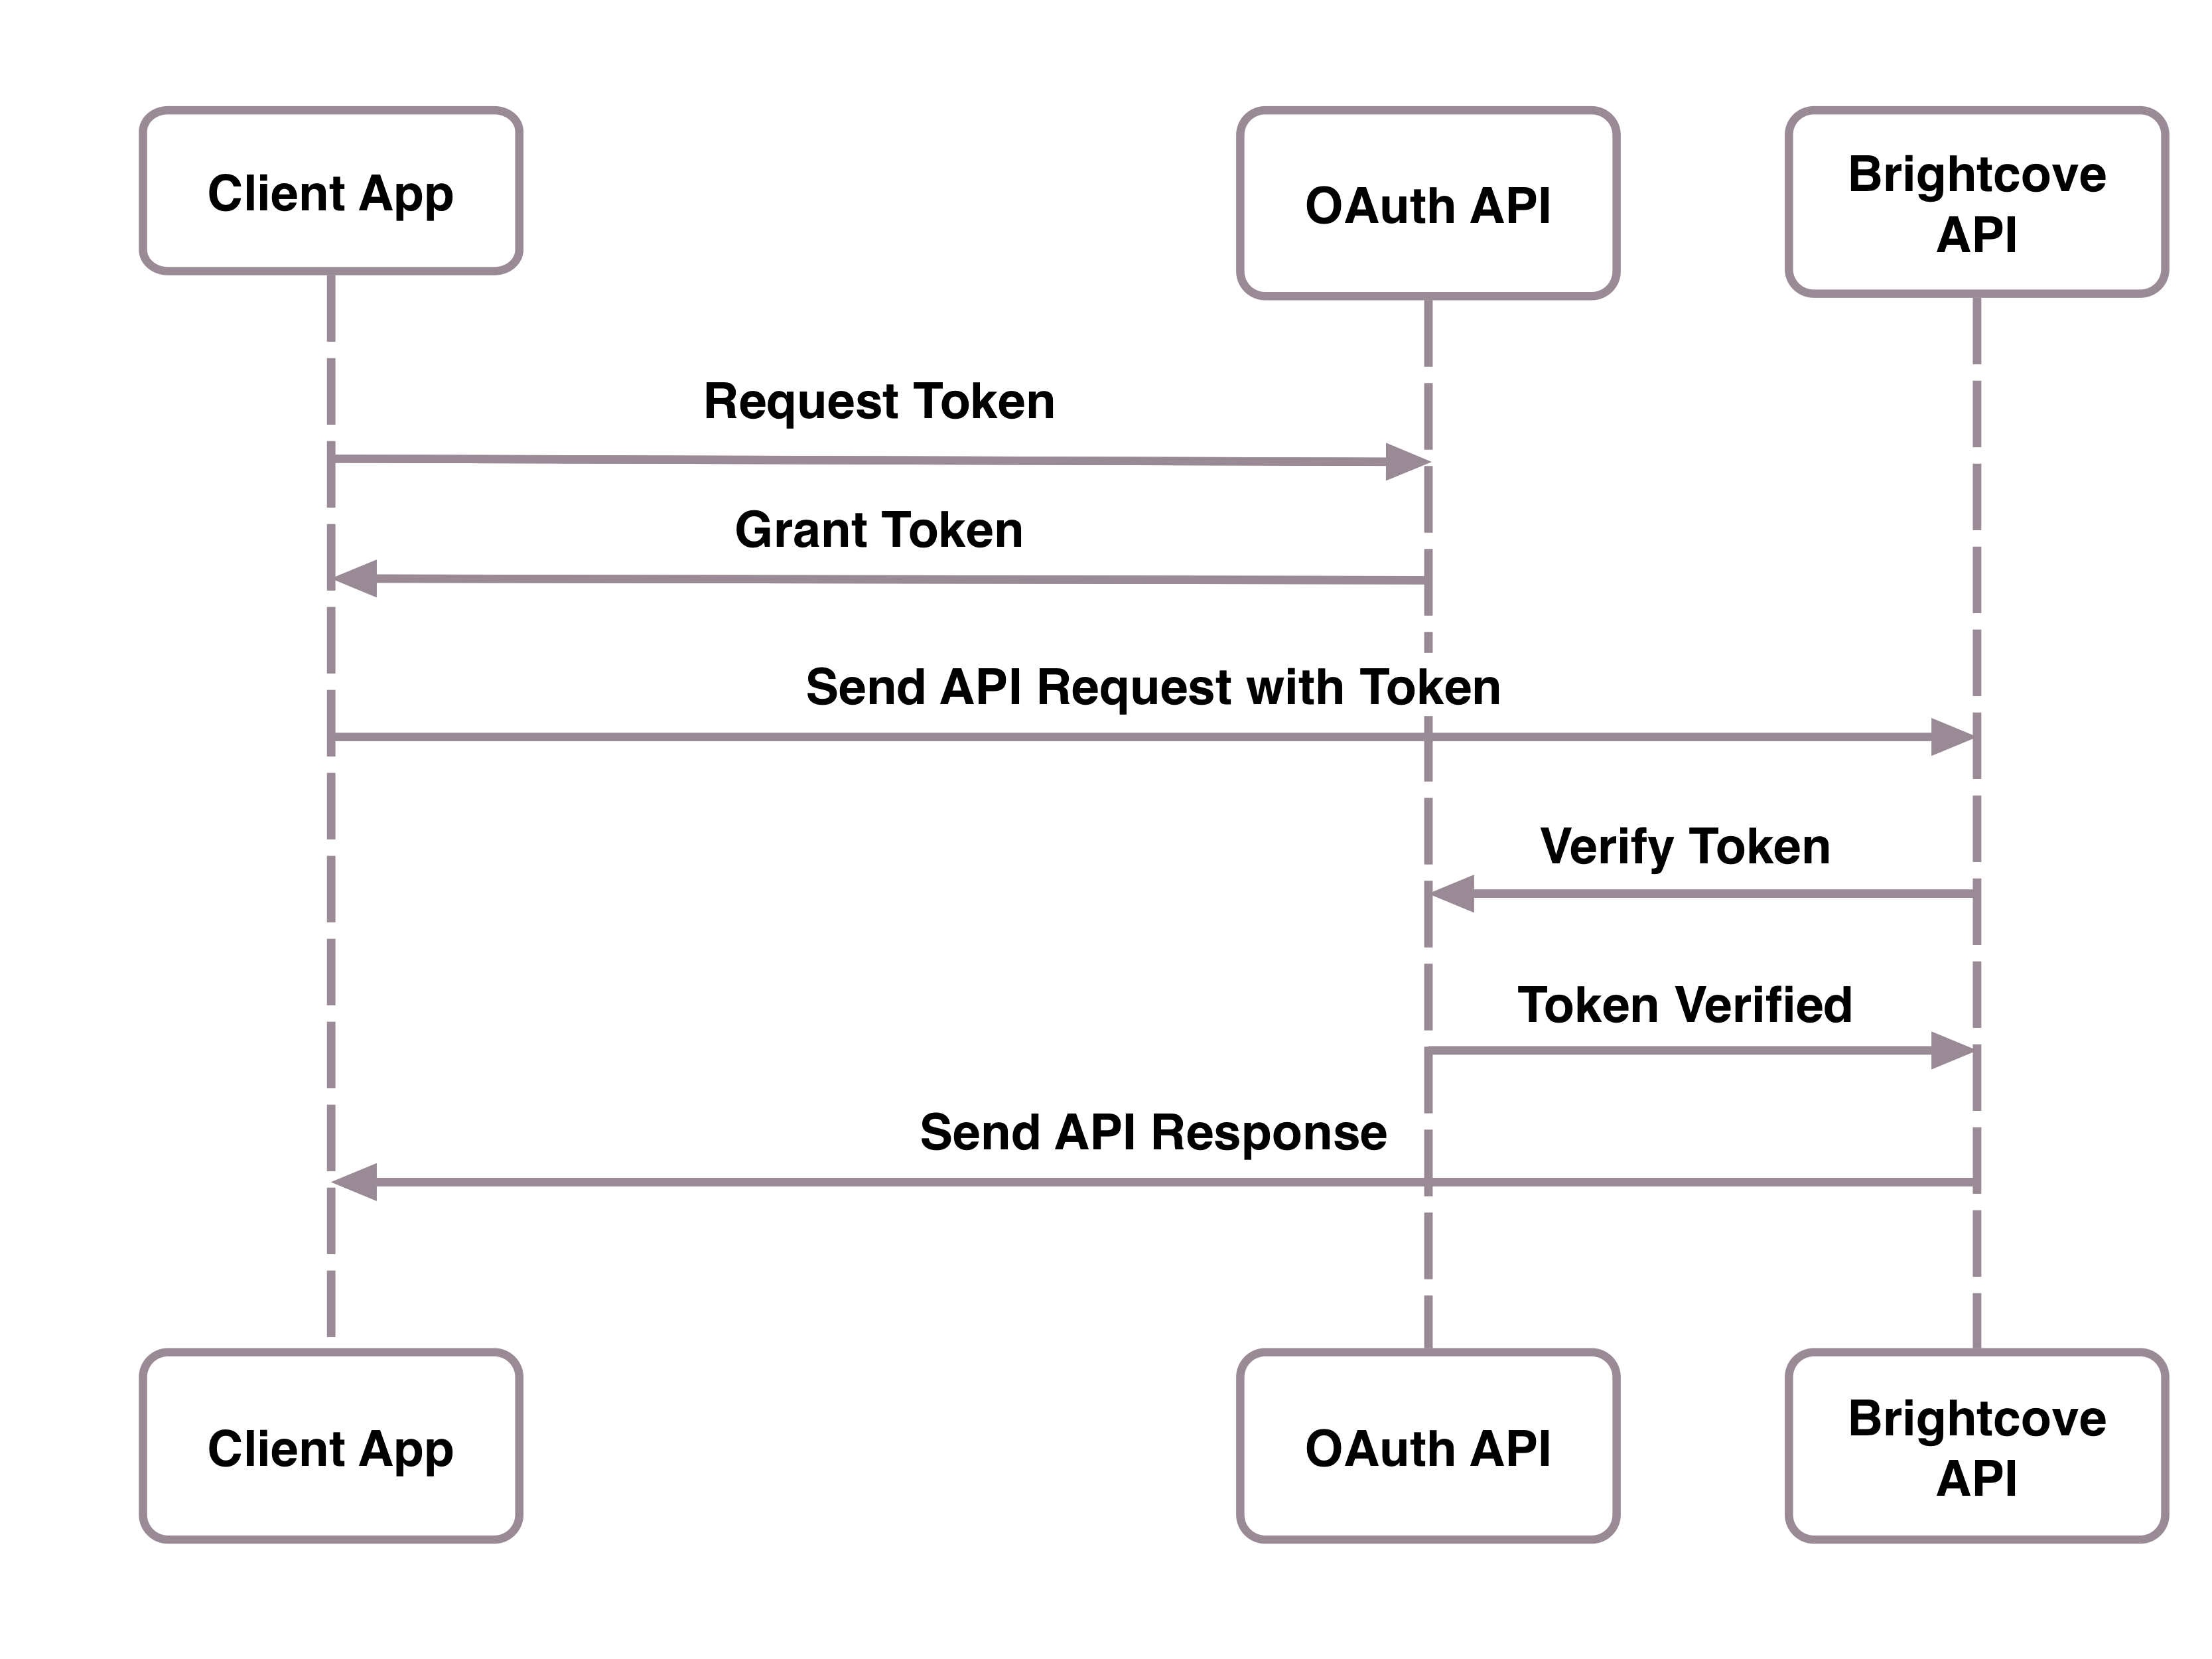 Client App
OAuth API
Brightcove
API
Request Token
Grant Token
Send API Request with Token
Verify Token
Token Verified
Send API Response
Client App
OAuth API
Brightcove
API